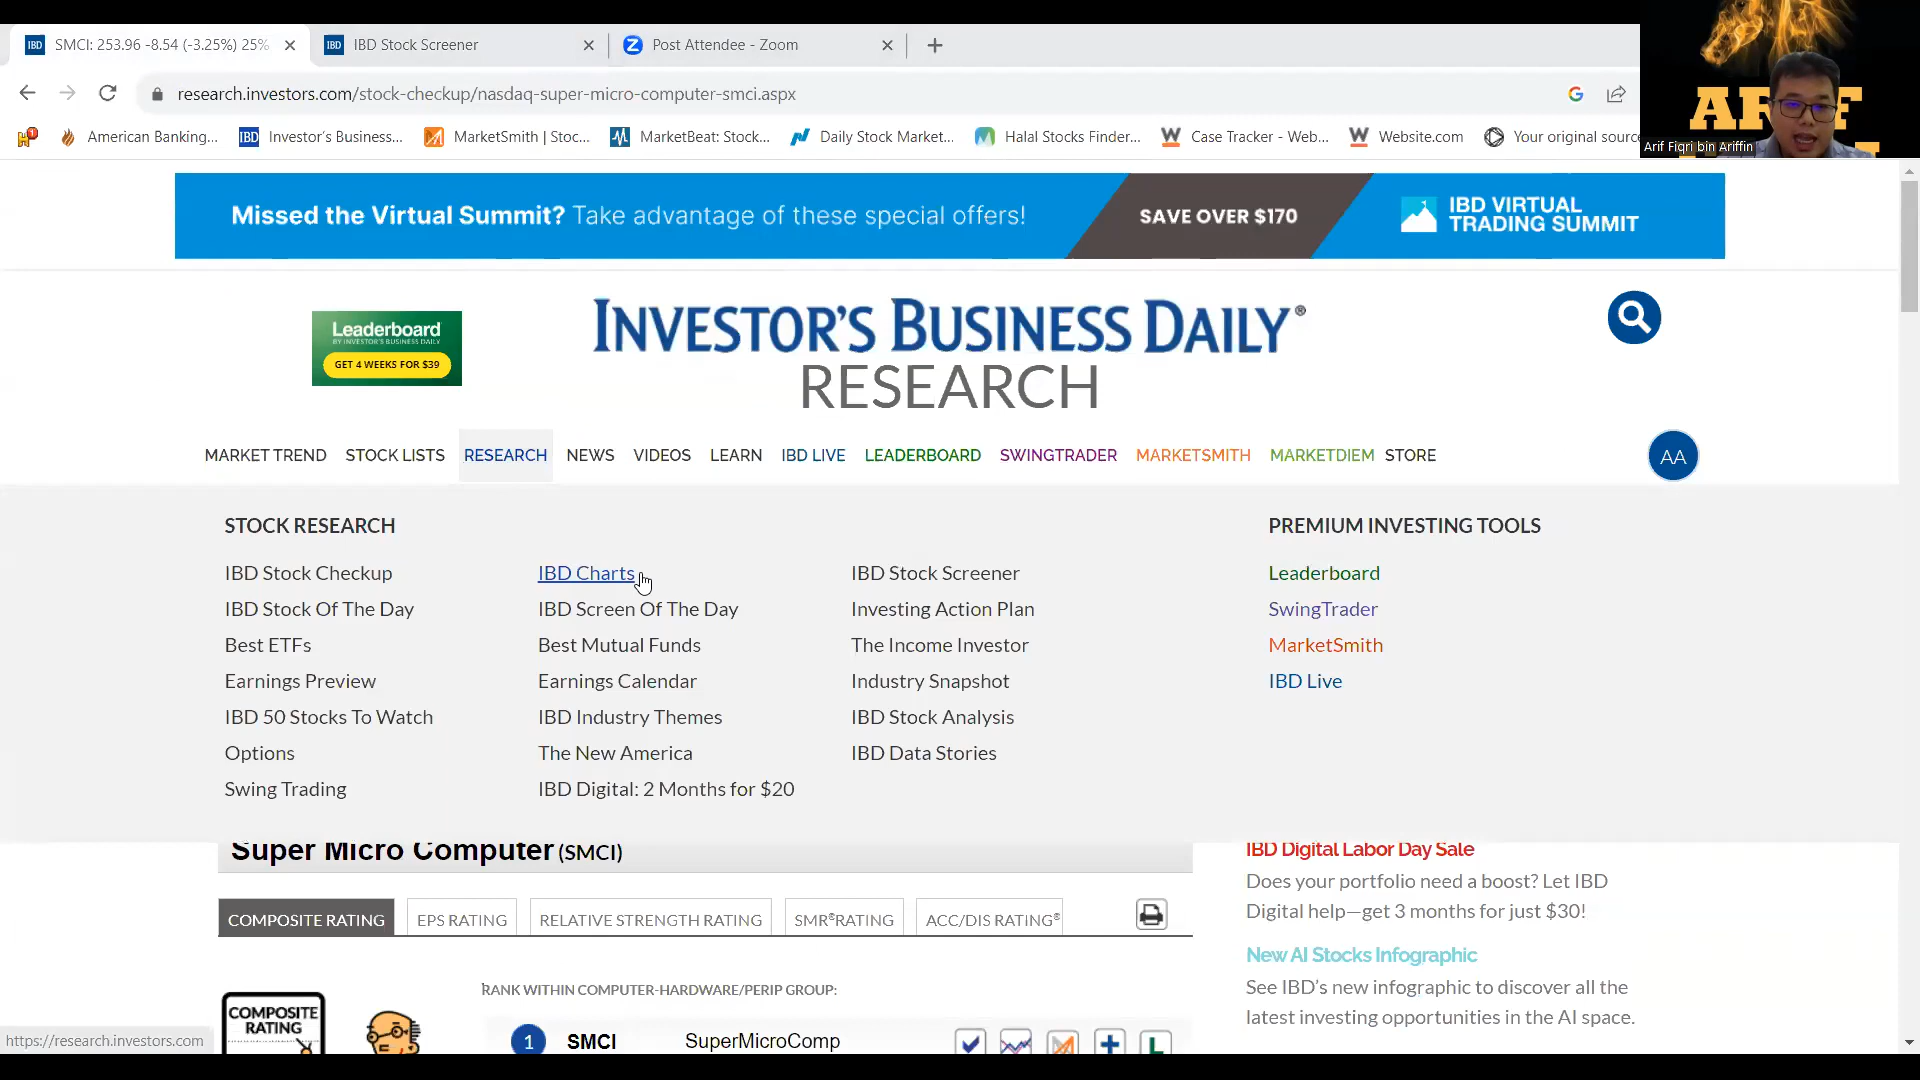 SMCI: 253.96 -8.54 (-3.25%) 25%
IBD Stock Screener
Post Attendee - Zoom
research.investors.com/stock-checkup/nasdaq-super-micro-computer-smci.aspx
American Banking...
IBD Investor's Business...
MarketSmith | Stoc...
MarketBeat: Stock...
Daily Stock Market...
Halal Stocks Finder...
Case Tracker - Web...
Website.com
Your original source
Arif Fiqri bin Ariffin
Missed the Virtual Summit? Take advantage of these special offers!
SAVE OVER $170
IBD VIRTUAL
TRADING SUMMIT
Leaderboard
BY INVESTOR'S BUSINESS DAILY
GET 4 WEEKS FOR $39
INVESTOR'S BUSINESS DAILY®
RESEARCH
MARKET TREND STOCK LISTS RESEARCH NEWS VIDEOS LEARN IBD LIVE LEADERBOARD SWINGTRADER MARKETSMITH MARKETDIEM STORE
AA
STOCK RESEARCH
IBD Stock Checkup
IBD Stock Of The Day
Best ETFs
Earnings Preview
IBD 50 Stocks To Watch
Options
Swing Trading
IBD Charts
IBD Screen Of The Day
Best Mutual Funds
Earnings Calendar
IBD Industry Themes
The New America
IBD Digital: 2 Months for $20
IBD Stock Screener
Investing Action Plan
The Income Investor
Industry Snapshot
IBD Stock Analysis
IBD Data Stories
PREMIUM INVESTING TOOLS
Leaderboard
SwingTrader
MarketSmith
IBD Live
Super Micro Computer (SMCI)
COMPOSITE RATING
EPS RATING
RELATIVE STRENGTH RATING
SMR® RATING
ACC/DIS RATING®
RANK WITHIN COMPUTER-HARDWARE/PERIP GROUP:
COMPOSITE
RATING
1 SMCI SuperMicroComp
IBD Digital Labor Day Sale
Does your portfolio need a boost? Let IBD
Digital help—get 3 months for just $30!
New AI Stocks Infographic
See IBD's new infographic to discover all the
latest investing opportunities in the AI space.
https://research.investors.com